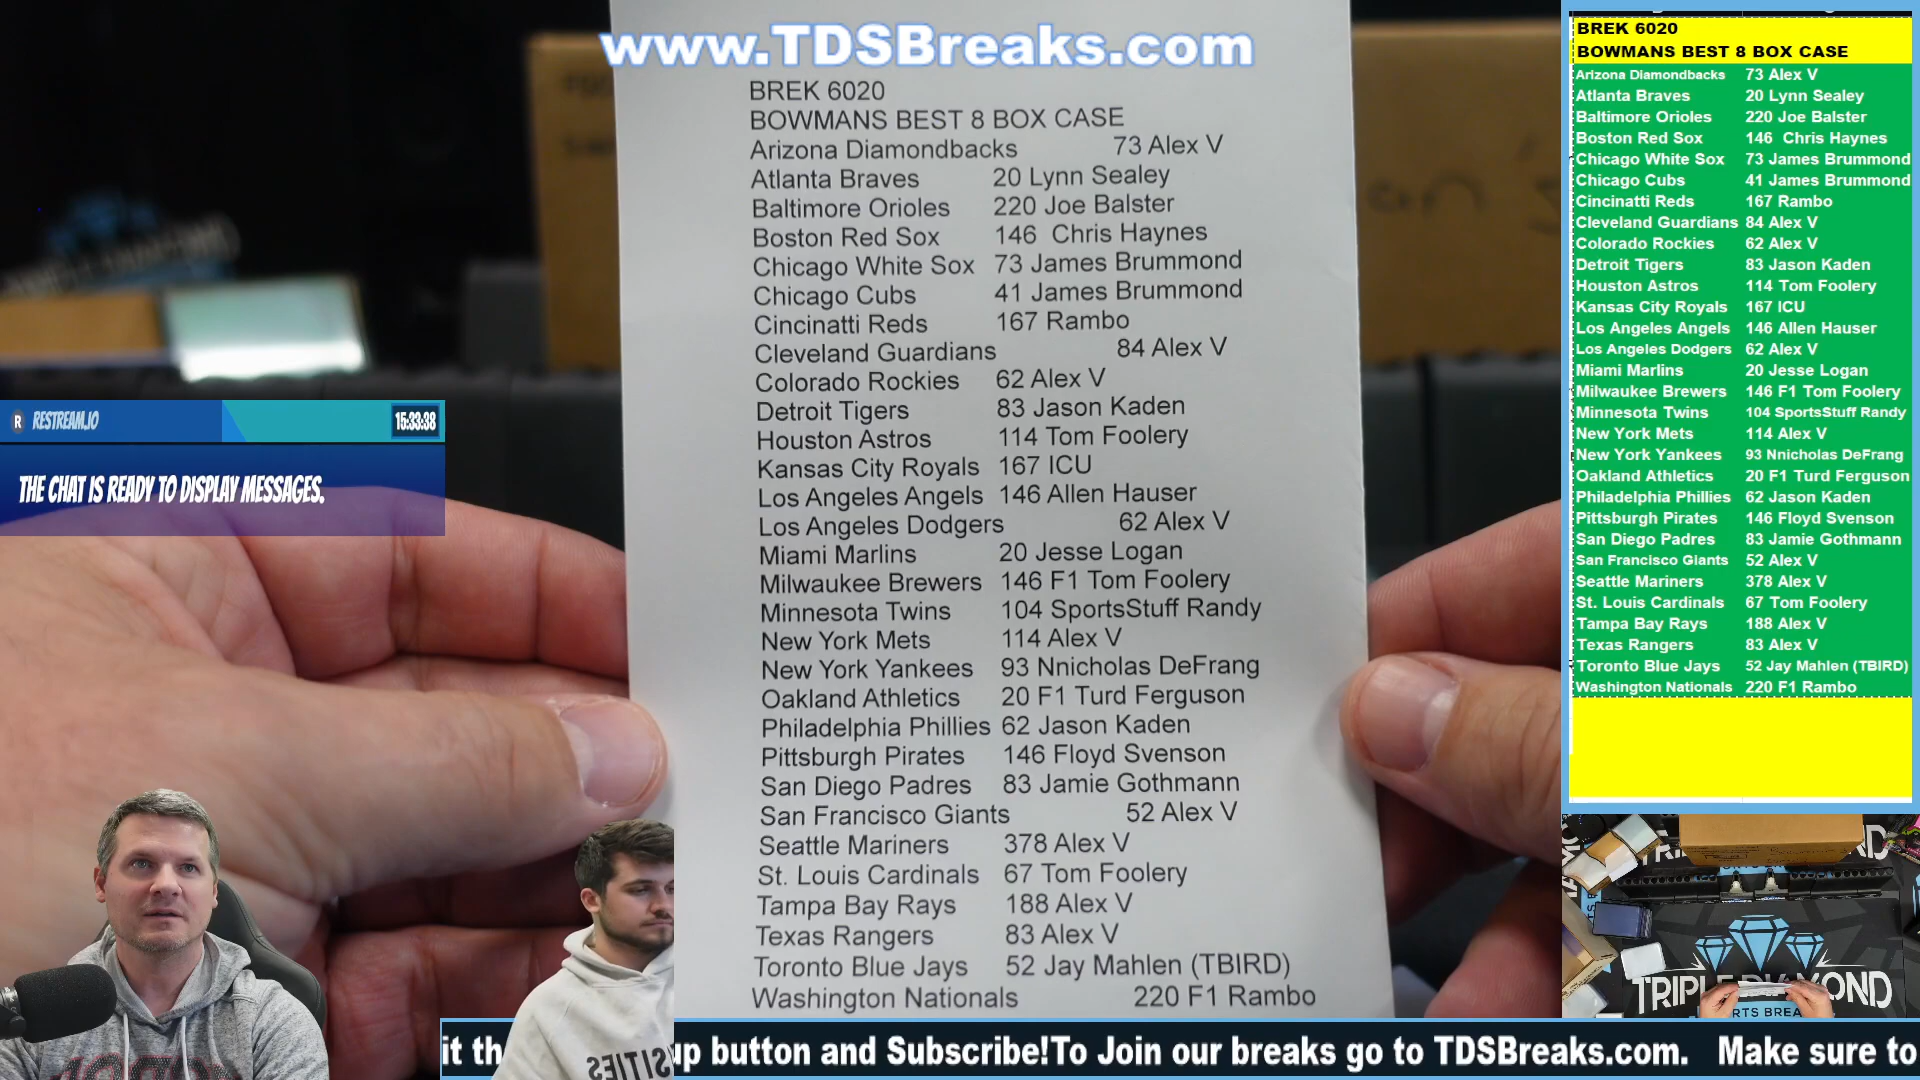 www.TDSBreaks.com
BREK 6020
BOWMANS BEST 8 BOX CASE
Arizona Diamondbacks 73 Alex V
Atlanta Braves 20 Lynn Sealey
Baltimore Orioles 220 Joe Balster
Boston Red Sox 146 Chris Haynes
Chicago White Sox 73 James Brummond
Chicago Cubs 41 James Brummond
Cincinatti Reds 167 Rambo
Cleveland Guardians 84 Alex V
Colorado Rockies 62 Alex V
Detroit Tigers 83 Jason Kaden
Houston Astros 114 Tom Foolery
Kansas City Royals 167 ICU
Los Angeles Angels 146 Allen Hauser
Los Angeles Dodgers 62 Alex V
Miami Marlins 20 Jesse Logan
Milwaukee Brewers 146 F1 Tom Foolery
Minnesota Twins 104 SportsStuff Randy
New York Mets 114 Alex V
New York Yankees 93 Nnicholas DeFrang
Oakland Athletics 20 F1 Turd Ferguson
Philadelphia Phillies 62 Jason Kaden
Pittsburgh Pirates 146 Floyd Svenson
San Diego Padres 83 Jamie Gothmann
San Francisco Giants 52 Alex V
Seattle Mariners 378 Alex V
St. Louis Cardinals 67 Tom Foolery
Tampa Bay Rays 188 Alex V
Texas Rangers 83 Alex V
Toronto Blue Jays 52 Jay Mahlen (TBIRD)
Washington Nationals 220 F1 Rambo
R RESTREAM.IO 15:33:38
THE CHAT IS READY TO DISPLAY MESSAGES.
BREK 6020
BOWMANS BEST 8 BOX CASE
Arizona Diamondbacks 73 Alex V
Atlanta Braves 20 Lynn Sealey
Baltimore Orioles 220 Joe Balster
Boston Red Sox 146 Chris Haynes
Chicago White Sox 73 James Brummond
Chicago Cubs 41 James Brummond
Cincinatti Reds 167 Rambo
Cleveland Guardians 84 Alex V
Colorado Rockies 62 Alex V
Detroit Tigers 83 Jason Kaden
Houston Astros 114 Tom Foolery
Kansas City Royals 167 ICU
Los Angeles Angels 146 Allen Hauser
Los Angeles Dodgers 62 Alex V
Miami Marlins 20 Jesse Logan
Milwaukee Brewers 146 F1 Tom Foolery
Minnesota Twins 104 SportsStuff Randy
New York Mets 114 Alex V
New York Yankees 93 Nnicholas DeFrang
Oakland Athletics 20 F1 Turd Ferguson
Philadelphia Phillies 62 Jason Kaden
Pittsburgh Pirates 146 Floyd Svenson
San Diego Padres 83 Jamie Gothmann
San Francisco Giants 52 Alex V
Seattle Mariners 378 Alex V
St. Louis Cardinals 67 Tom Foolery
Tampa Bay Rays 188 Alex V
Texas Rangers 83 Alex V
Toronto Blue Jays 52 Jay Mahlen (TBIRD)
Washington Nationals 220 F1 Rambo
it th up button and Subscribe!To Join our breaks go to TDSBreaks.com. Make sure to